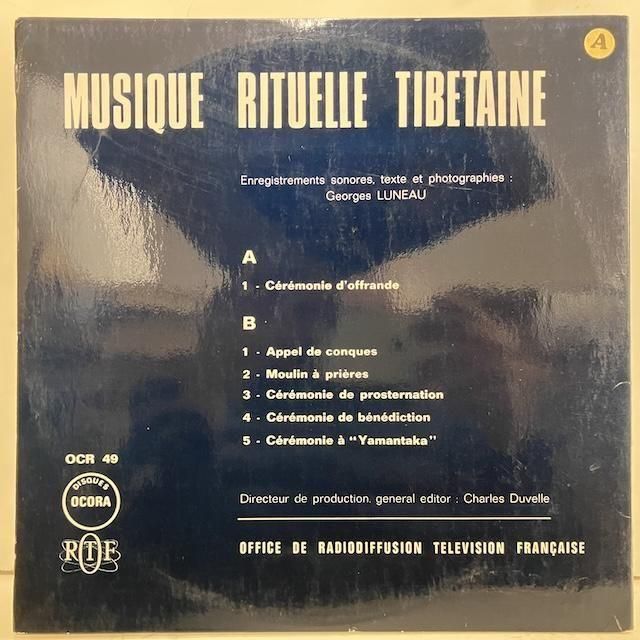 A
MUSIQUE RITUELLE TIBETAINE
Enregistrements sonores, texte et photographies :
Georges LUNEAU
A
1 - Cérémonie d'offrande
B
1 - Appel de conques
2 - Moulin à prières
3 - Cérémonie de prosternation
4 - Cérémonie de bénédiction
5 - Cérémonie à "Yamantaka"
OCR 49
DISQUES
OCORA
ORTF
Directeur de production. general editor : Charles Duvelle
OFFICE DE RADIODIFFUSION TELEVISION FRANÇAISE